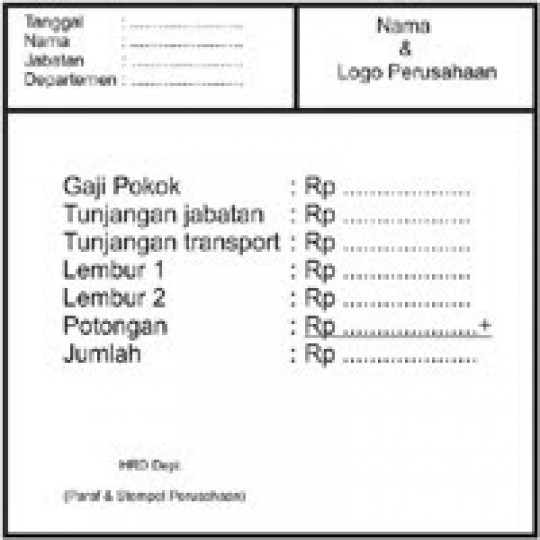 Tanggal : ........................
Nama : ........................
Jabatan : ........................
Departemen : ........................
Nama
&
Logo Perusahaan
Gaji Pokok : Rp ....................
Tunjangan jabatan : Rp ....................
Tunjangan transport : Rp ....................
Lembur 1 : Rp ....................
Lembur 2 : Rp ....................
Potongan : Rp .....................+
Jumlah : Rp .....................
HRD Dept.
(Paraf & Stempel Perusahaan)